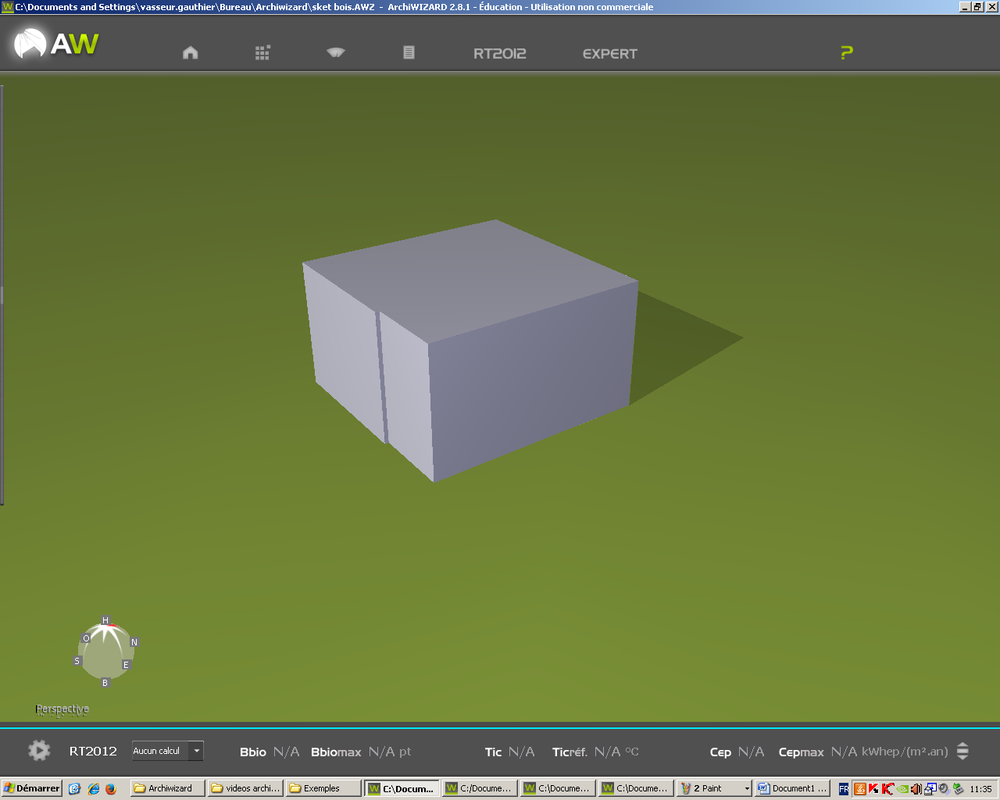 C:\Documents and Settings\vasseur.gauthier\Bureau\Archiwizard\sket bois.AWZ - ArchiWIZARD 2.8.1 - Éducation - Utilisation non commerciale
AW RT2012 EXPERT ?
H
O N
S E
B
Perspective
RT2012 Aucun calcul Bbio N/A Bbiomax N/A pt Tic N/A Ticréf. N/A °C Cep N/A Cepmax N/A kWhep/(m².an)
Démarrer Archiwizard videos archi... Exemples C:\Docum... C:/Docume... C:\Docume... C:\Docume... 2 Paint Document1 ... FR 11:35